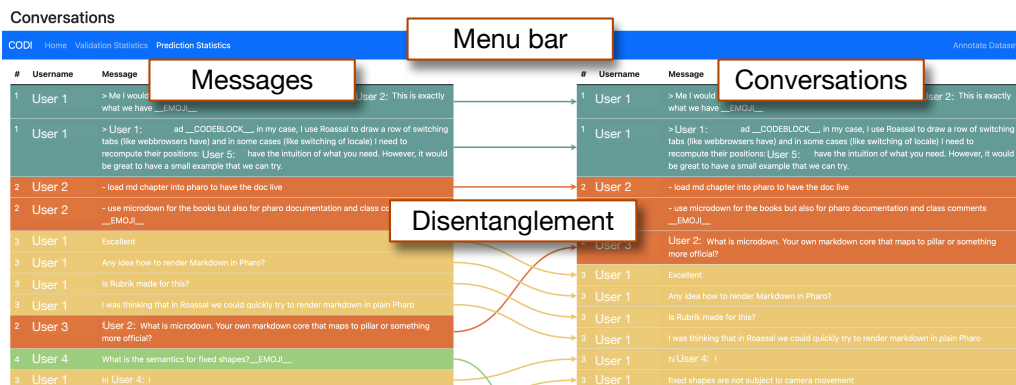 Conversations
CODI Home Validation Statistics Prediction Statistics Menu bar Annotate Dataset
# Username Message Messages
1 User 1 > Me I would User 2: This is exactly
what we have __EMOJI__
1 User 1 > User 1: ad __CODEBLOCK__, in my case, I use Roassal to draw a row of switching
tabs (like webbrowsers have) and in some cases (like switching of locale) I need to
recompute their positions: User 5: have the intuition of what you need. However, it would
be great to have a small example that we can try.
2 User 2 - load md chapter into pharo to have the doc live
2 User 2 - use microdown for the books but also for pharo documentation and class co
__EMOJI__
3 User 1 Excellent
3 User 1 Any idea how to render Markdown in Pharo?
3 User 1 Is Rubrik made for this?
3 User 1 I was thinking that in Roassal we could quickly try to render markdown in plain Pharo
2 User 3 User 2: What is microdown. Your own markdown core that maps to pillar or something
more official?
4 User 4 What is the semantics for fixed shapes?__EMOJI__
3 User 1 hi User 4: !
Disentanglement
# Username Message Conversations
1 User 1 > Me I would User 2: This is exactly
what we have __EMOJI__
1 User 1 > User 1: ad __CODEBLOCK__, in my case, I use Roassal to draw a row of switching
tabs (like webbrowsers have) and in some cases (like switching of locale) I need to
recompute their positions: User 5: have the intuition of what you need. However, it would
be great to have a small example that we can try.
2 User 2 - load md chapter into pharo to have the doc live
- use microdown for the books but also for pharo documentation and class comments
__EMOJI__
User 3 User 2: What is microdown. Your own markdown core that maps to pillar or something
more official?
3 User 1 Excellent
3 User 1 Any idea how to render Markdown in Pharo?
3 User 1 Is Rubrik made for this?
3 User 1 I was thinking that in Roassal we could quickly try to render markdown in plain Pharo
3 User 1 hi User 4: !
3 User 1 fixed shapes are not subject to camera movement